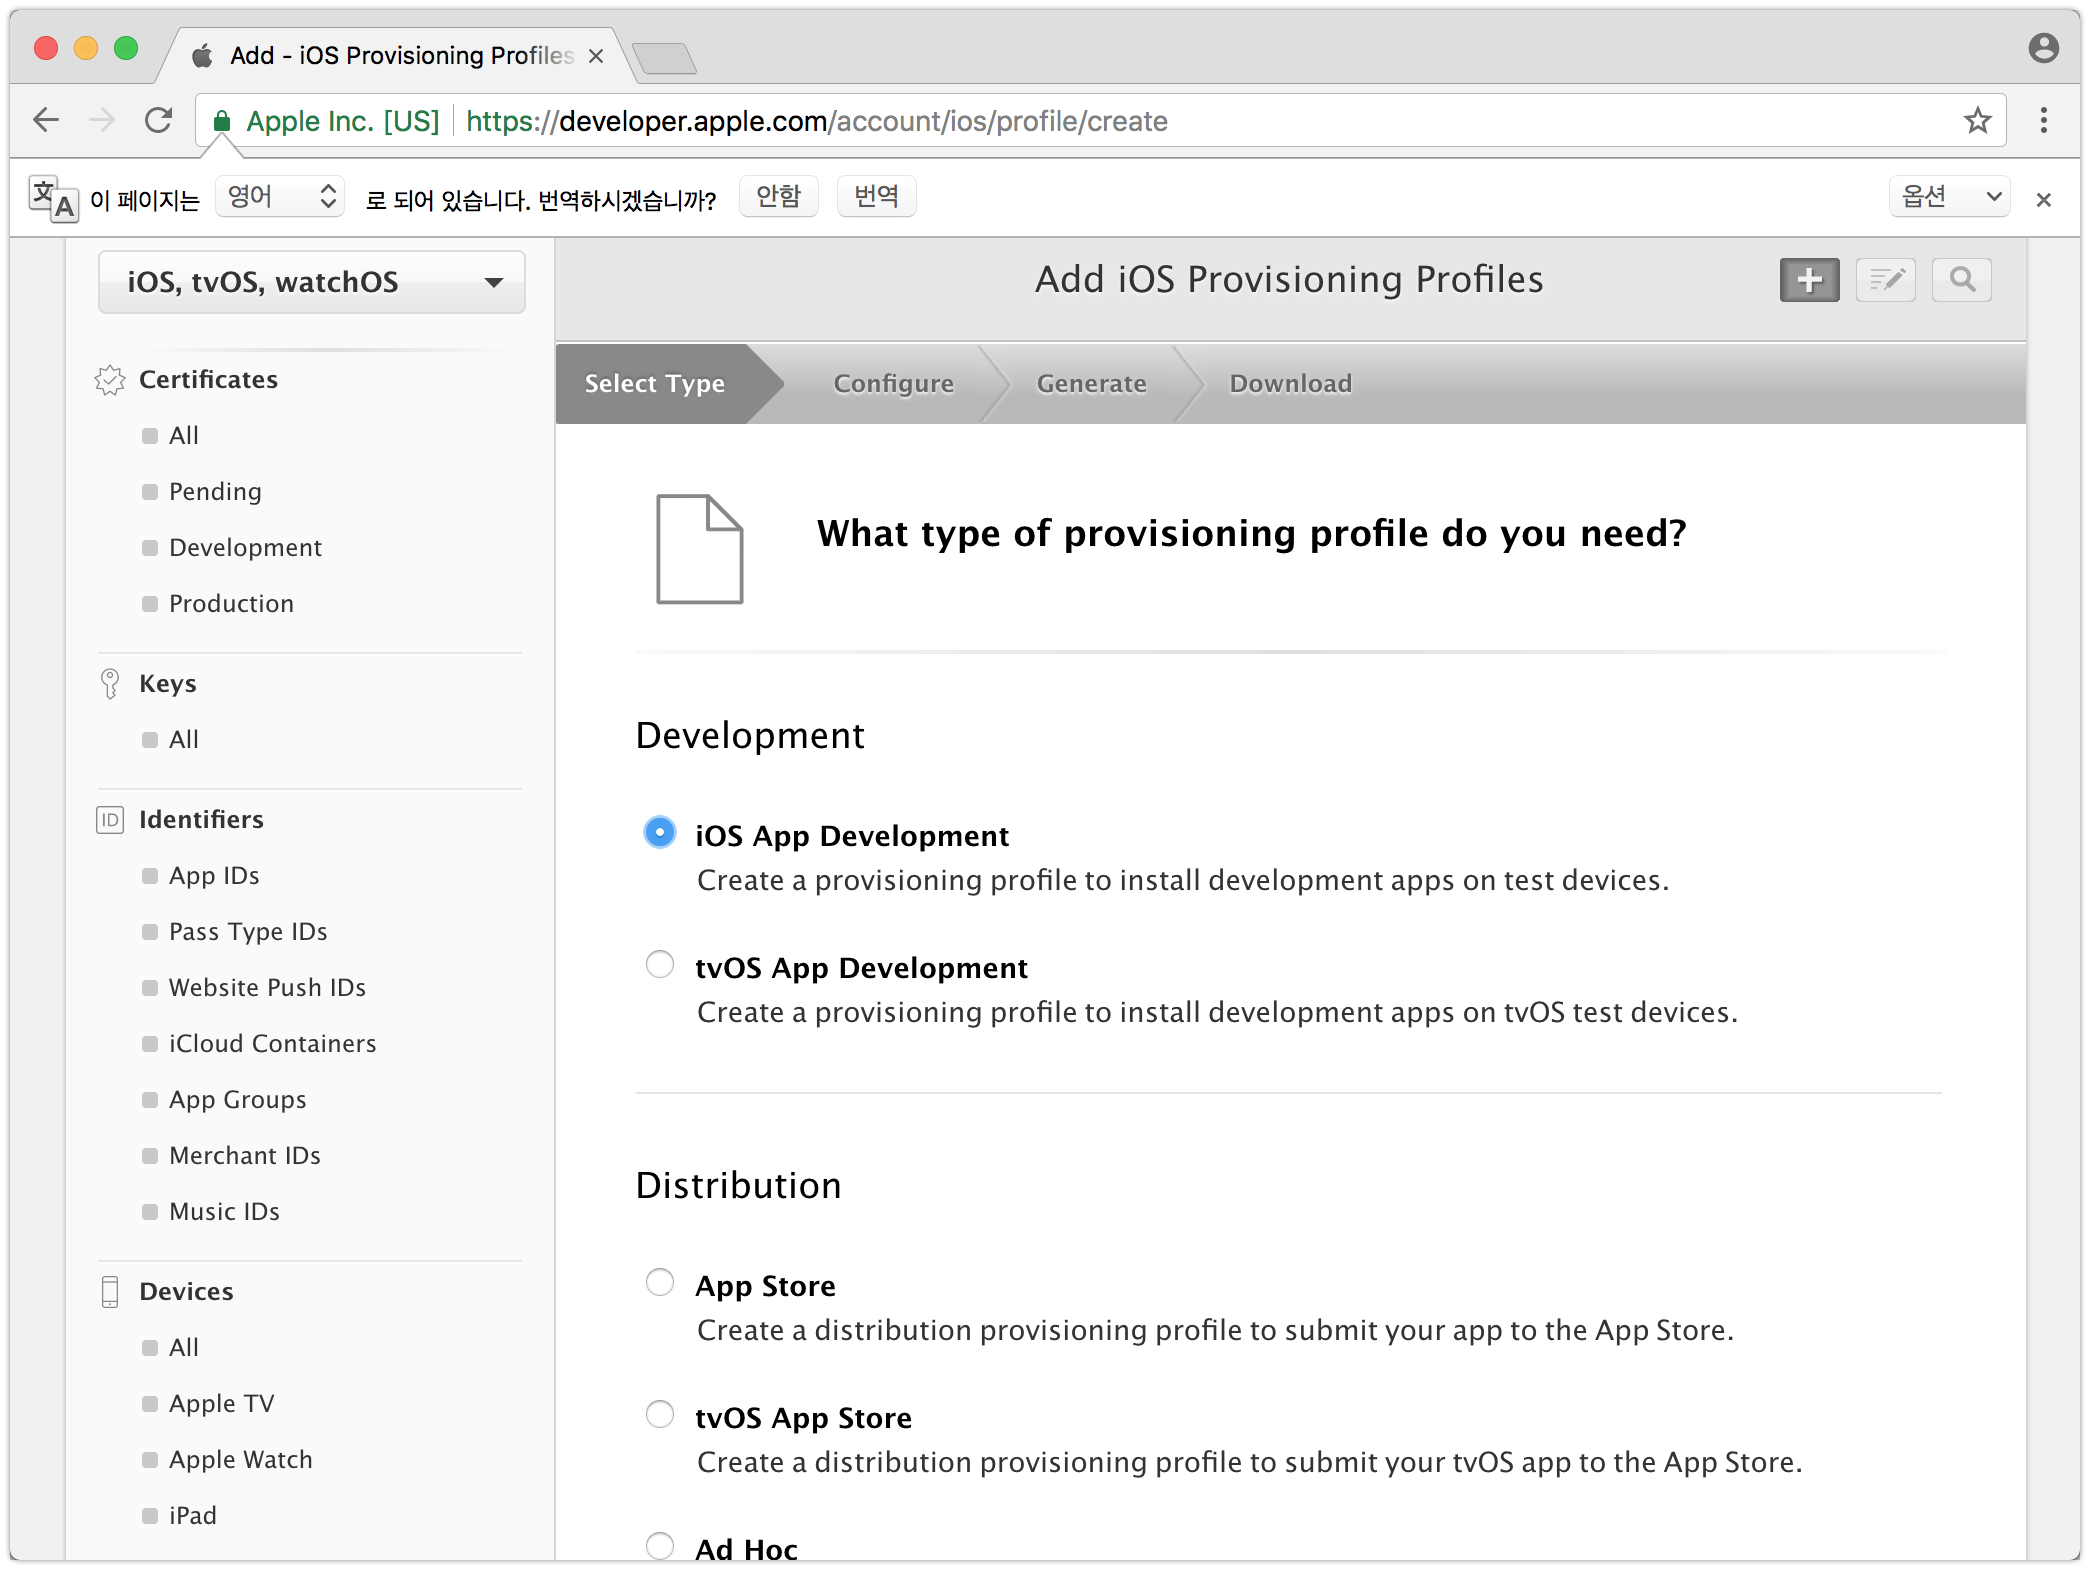 Add - iOS Provisioning Profiles
Apple Inc. [US] https://developer.apple.com/account/ios/profile/create
文A 이 페이지는 영어 로 되어 있습니다. 번역하시겠습니까? 안함 번역 옵션
iOS, tvOS, watchOS
Certificates
All
Pending
Development
Production
Keys
All
ID Identifiers
App IDs
Pass Type IDs
Website Push IDs
iCloud Containers
App Groups
Merchant IDs
Music IDs
Devices
All
Apple TV
Apple Watch
iPad
Add iOS Provisioning Profiles
Select Type Configure Generate Download
What type of provisioning profile do you need?
Development
iOS App Development
Create a provisioning profile to install development apps on test devices.
tvOS App Development
Create a provisioning profile to install development apps on tvOS test devices.
Distribution
App Store
Create a distribution provisioning profile to submit your app to the App Store.
tvOS App Store
Create a distribution provisioning profile to submit your tvOS app to the App Store.
Ad Hoc